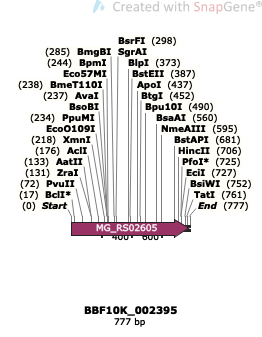 Created with SnapGene®
BsrFI (298)
(285) BmgBI SgrAI
(244) BpmI BlpI (373)
Eco57MI BstEII (387)
(238) BmeT110I ApoI (437)
(237) AvaI BtgI (452)
BsoBI Bpu10I (490)
(234) PpuMI BsaAI (560)
EcoO109I NmeAIII (595)
(218) XmnI BstAPI (681)
(176) AclI HincII (706)
(133) AatII PfoI* (725)
(131) ZraI EciI (727)
(72) PvuII BsiWI (752)
(17) BclI* TatI (761)
(0) Start End (777)
MG_RS02605
400 600
BBF10K_002395
777 bp